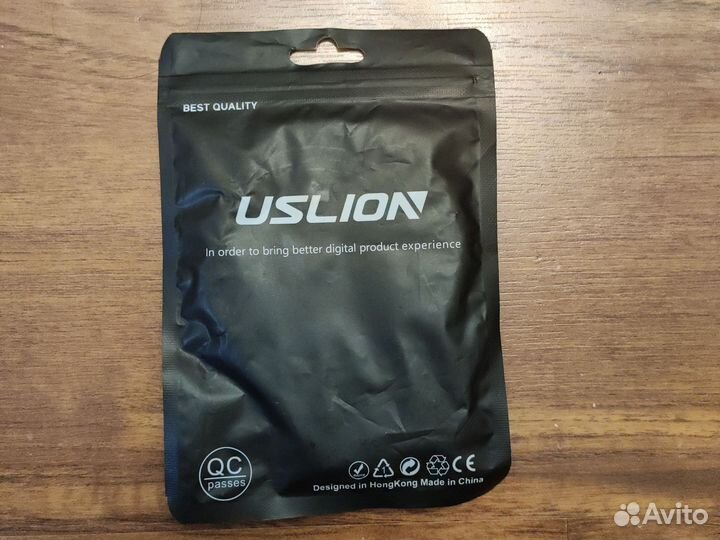 BEST QUALITY
USLION
In order to bring better digital product experience
QC
passes
CE
Designed in HongKong Made in China
Avito